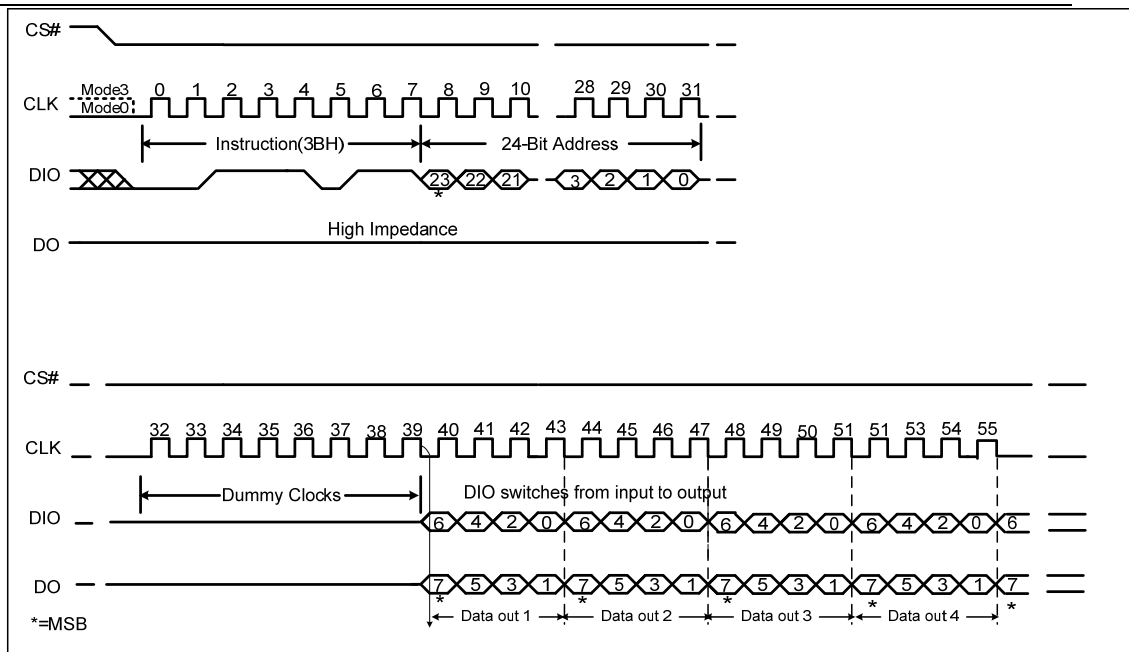 CS#
Mode3
Mode0
CLK
0 1 2 3 4 5 6 7 8 9 10 28 29 30 31
Instruction(3BH) 24-Bit Address
DIO
23 22 21 3 2 1 0
*
High Impedance
DO
CS#
CLK
32 33 34 35 36 37 38 39 40 41 42 43 44 45 46 47 48 49 50 51 51 53 54 55
Dummy Clocks DIO switches from input to output
DIO
6 4 2 0 6 4 2 0 6 4 2 0 6 4 2 0 6
DO
7 5 3 1 7 5 3 1 7 5 3 1 7 5 3 1 7
* * * * *
Data out 1 Data out 2 Data out 3 Data out 4
*=MSB